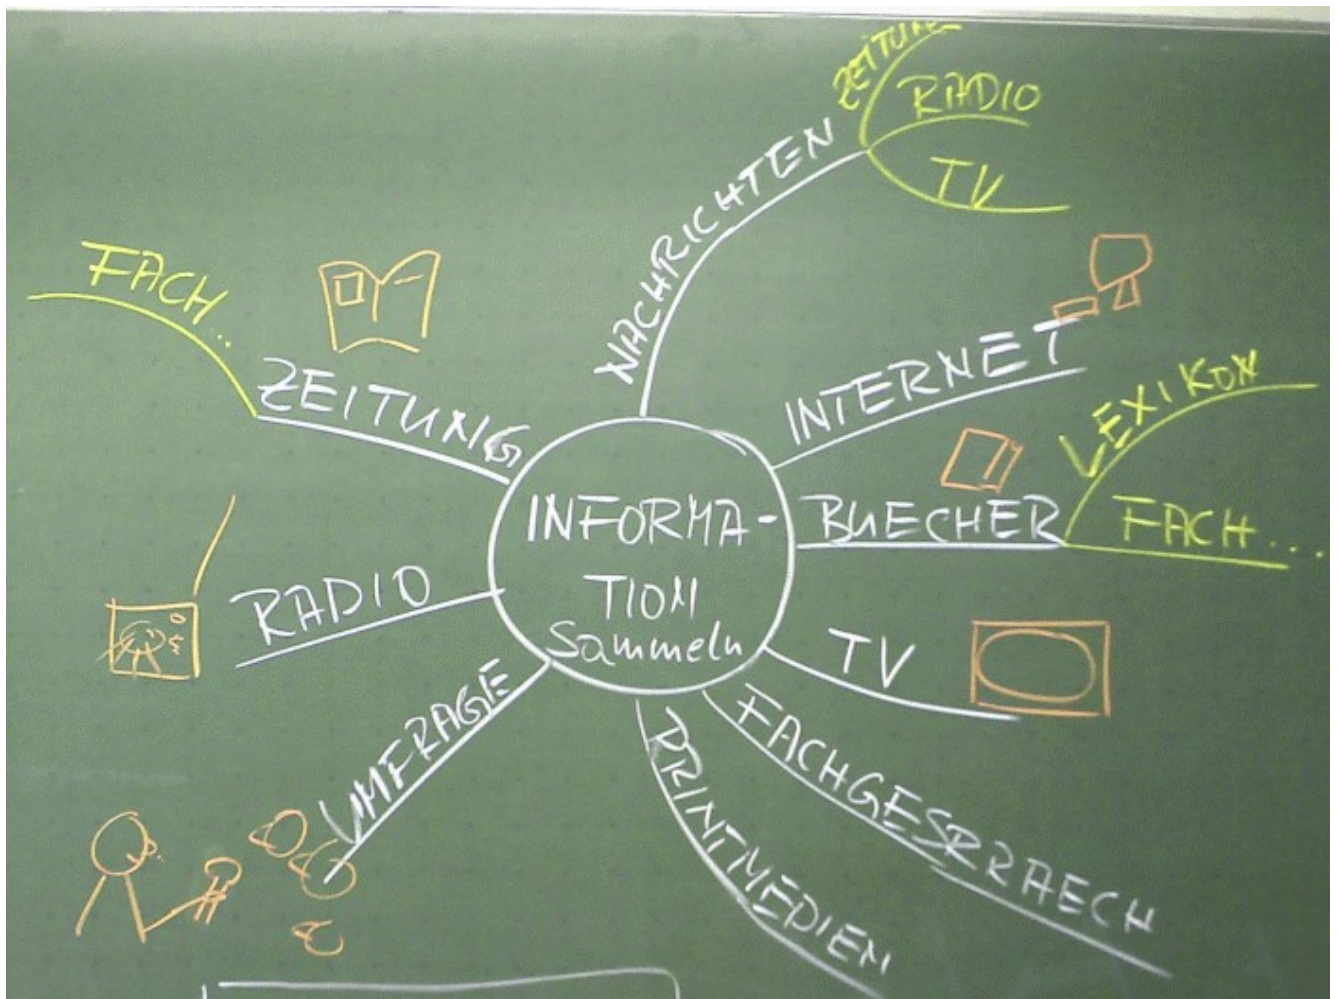 INFORMA-
TION
Sammeln
NACHRICHTEN
ZEITUNG
RADIO
TV
INTERNET
BUECHER
LEXIKON
FACH....
TV
FACHGESPRAECH
PRINTMEDIEN
UMFRAGE
RADIO
ZEITUNG
FACH...